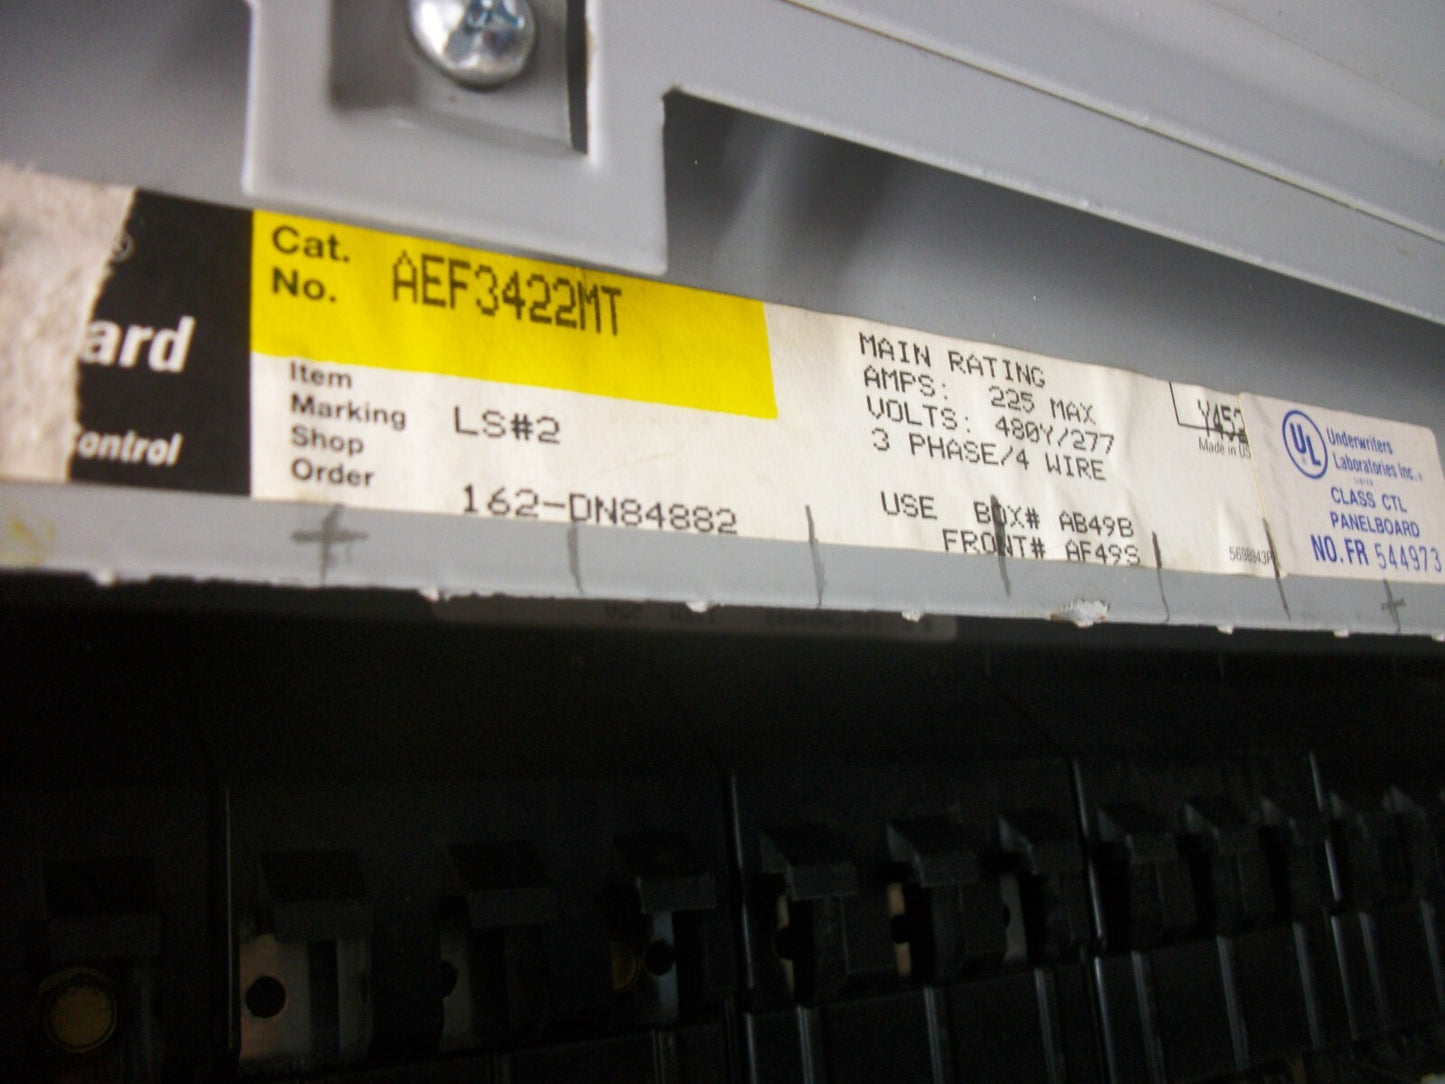 ®
ard
ontrol
Cat.
No.
AEF3422MT
Item
Marking
LS#2
Shop
Order
162-DN84882
MAIN RATING
AMPS: 225 MAX
VOLTS: 480Y/277
3 PHASE/4 WIRE
USE BOX# AB49B
FRONT# AF49S
Made in US
UL
Underwriters
Laboratories Inc.®
LISTED
CLASS CTL
PANELBOARD
NO. FR 544973